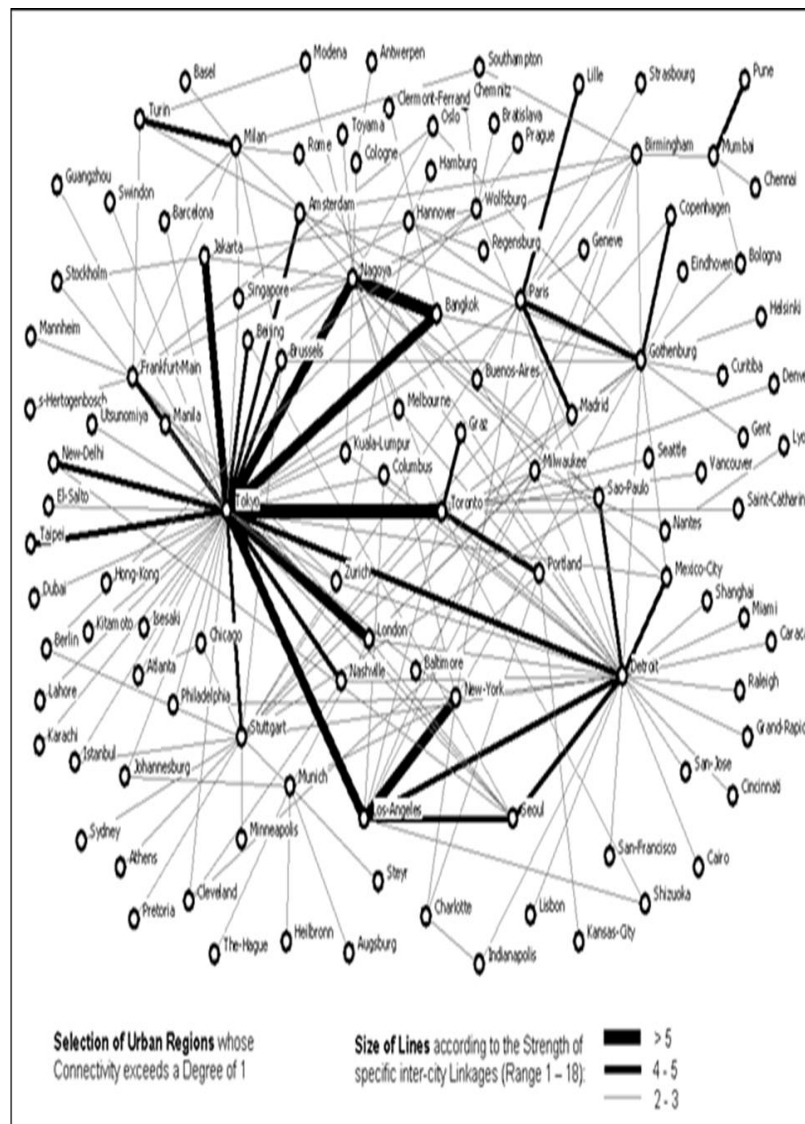 Modena
Antwerpen
Southampton
Basel
Chemnitz
Lille
Strasbourg
Pune
Clermont-Ferrand
Turin
Milan
Toyama
Oslo
Bratislava
Rome
Cologne
Prague
Birmingham
Mumbai
Hamburg
Guangzhou
Swindon
Chennai
Amsterdam
Wolfsburg
Copenhagen
Barcelona
Hannover
Jakarta
Regensburg
Geneve
Bologna
Stockholm
Nagoya
Eindhoven
Singapore
Paris
Bangkok
Helsinki
Mannheim
Beijing
Brussels
Gothenburg
Frankfurt-Main
Buenos-Aires
Curitiba
Denve
s-Hertogenbosch
Utsunomiya
Manila
Melbourne
Madrid
Graz
Gent
Lyo
New-Delhi
Kuala-Lumpur
Columbus
Milwaukee
Seattle
Vancouver
El-Salto
Tokyo
Toronto
Sao-Paulo
Saint-Catharin
Taipei
Nantes
Dubai
Hong-Kong
Zurich
Portland
Mexico-City
Shanghai
Miami
Kitamoto
Isesaki
Berlin
Chicago
London
Caraca
Atlanta
Nashville
Baltimore
Detroit
Lahore
Philadelphia
New-York
Raleigh
Karachi
Stuttgart
Grand-Rapid
Istanbul
Johannesburg
Munich
San-Jose
Cincinnati
Los-Angeles
Seoul
Sydney
Minneapolis
Athens
San-Francisco
Cairo
Steyr
Pretoria
Cleveland
Charlotte
Lisbon
Shizuoka
The-Hague
Heilbronn
Augsburg
Kansas-City
Indianapolis
Selection of Urban Regions whose
Connectivity exceeds a Degree of 1
Size of Lines according to the Strength of
specific inter-city Linkages (Range 1 – 18):
> 5
4 - 5
2 - 3